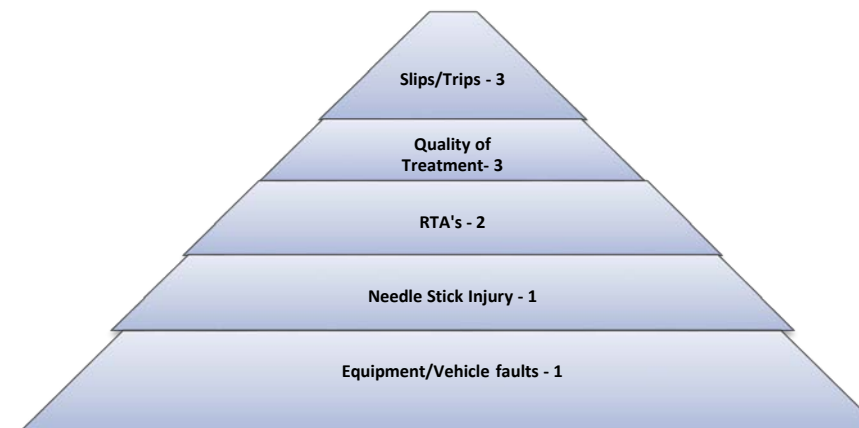 Slips/Trips - 3
Quality of
Treatment- 3
RTA's - 2
Needle Stick Injury - 1
Equipment/Vehicle faults - 1